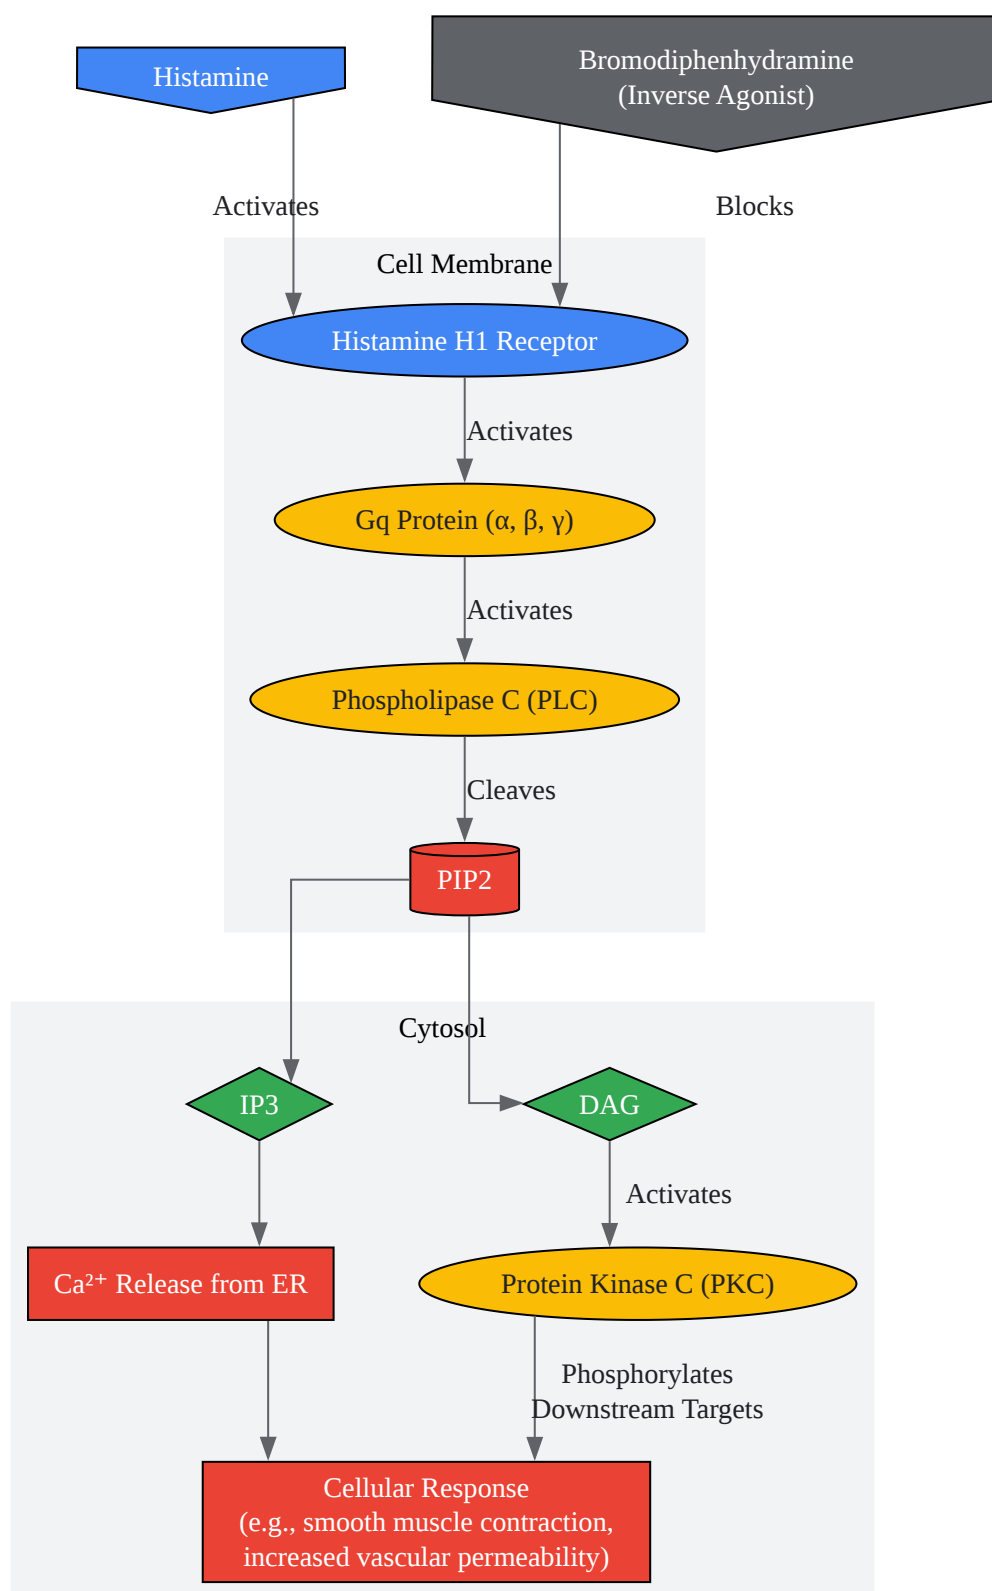 Histamine
Bromodiphenhydramine
(Inverse Agonist)
Activates
Blocks
Cell Membrane
Histamine H1 Receptor
Activates
Gq Protein (α, β, γ)
Activates
Phospholipase C (PLC)
Cleaves
PIP2
Cytosol
IP3
DAG
Activates
Ca²⁺ Release from ER
Protein Kinase C (PKC)
Phosphorylates
Downstream Targets
Cellular Response
(e.g., smooth muscle contraction,
increased vascular permeability)